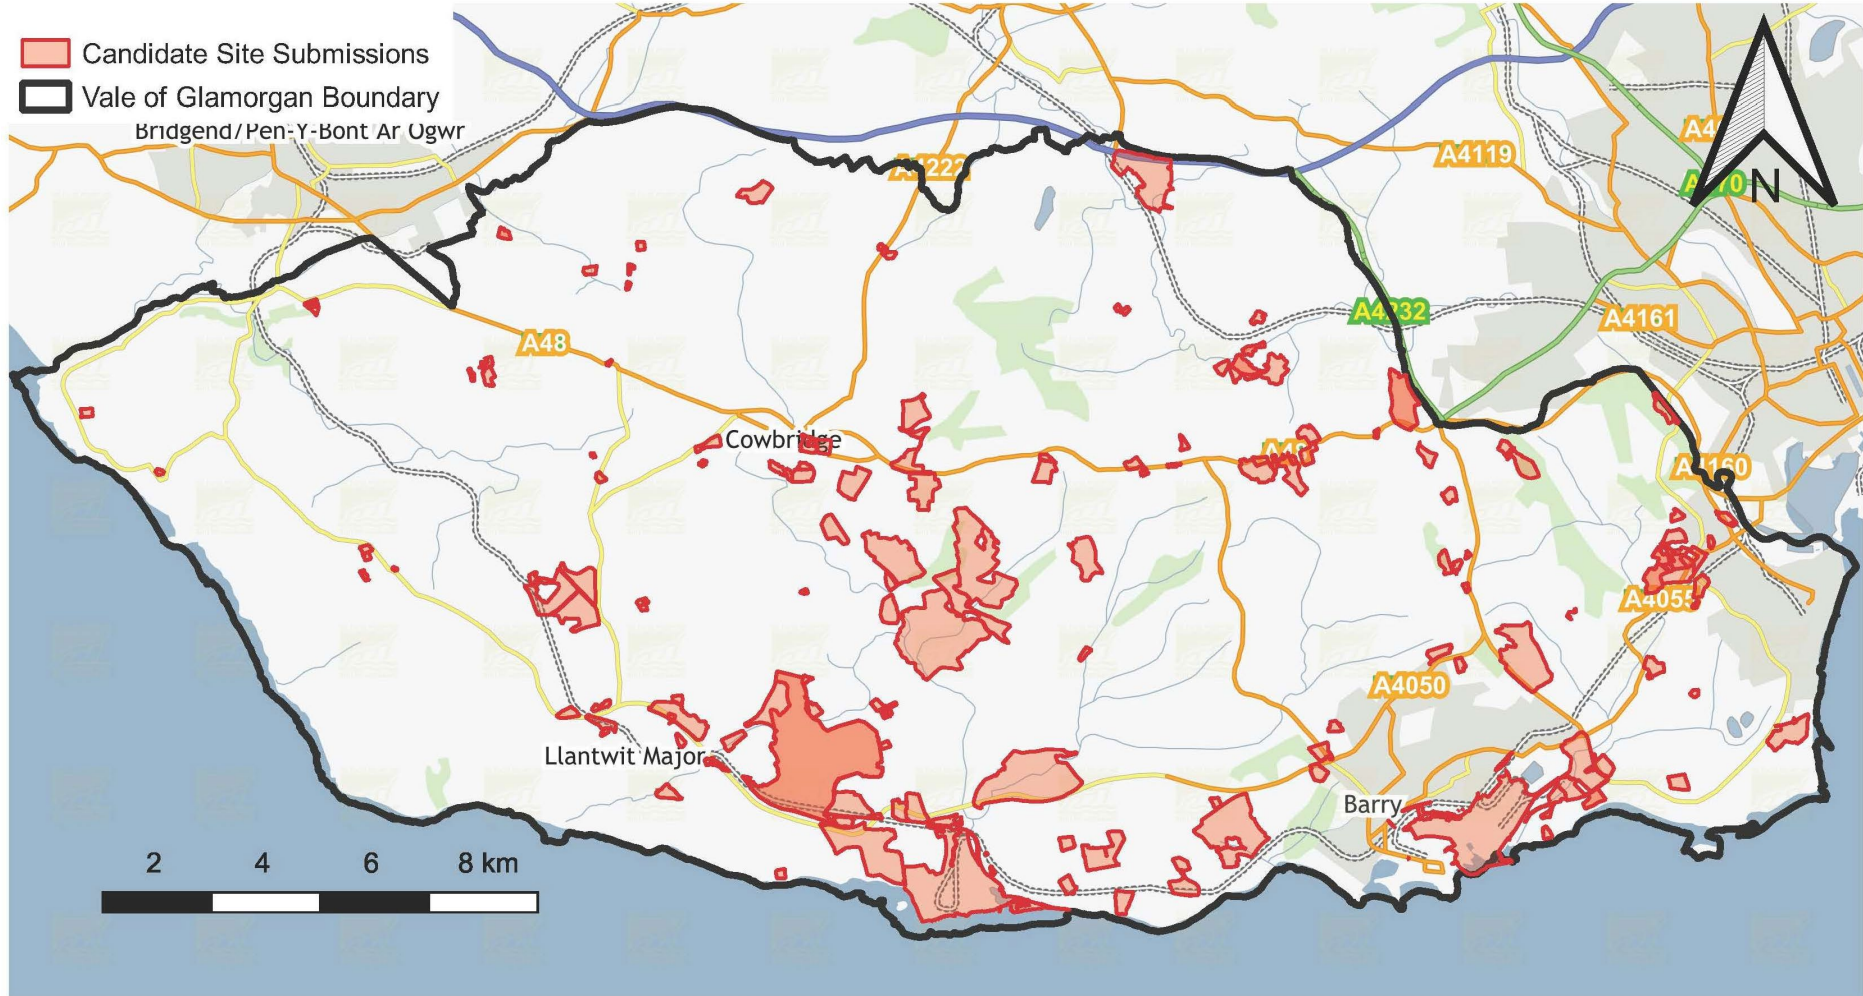 Candidate Site Submissions
Vale of Glamorgan Boundary
Bridgend/Pen-Y-Bont Ar Ogwr
A4119
N
A4232
A4161
A48
Cowbridge
A4160
A4055
A4050
Llantwit Major
Barry
2 4 6 8 km